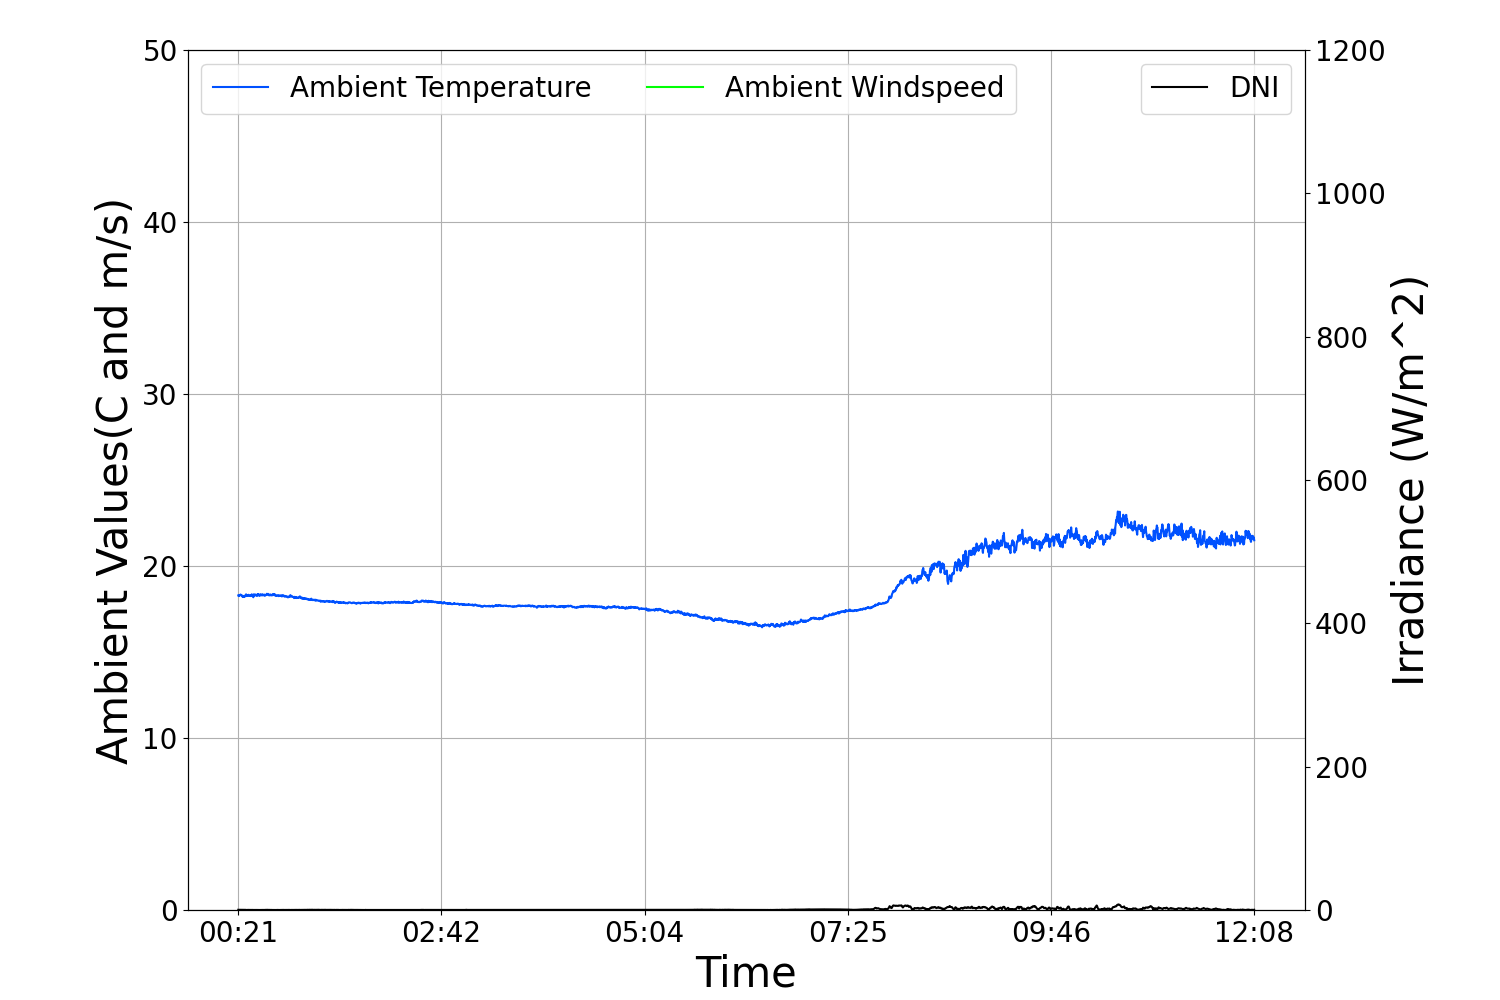 Ambient Temperature Ambient Windspeed DNI
50
40
30
20
10
0
1200
1000
800
600
400
200
0
Ambient Values(C and m/s)
Irradiance (W/m^2)
00:21 02:42 05:04 07:25 09:46 12:08
Time